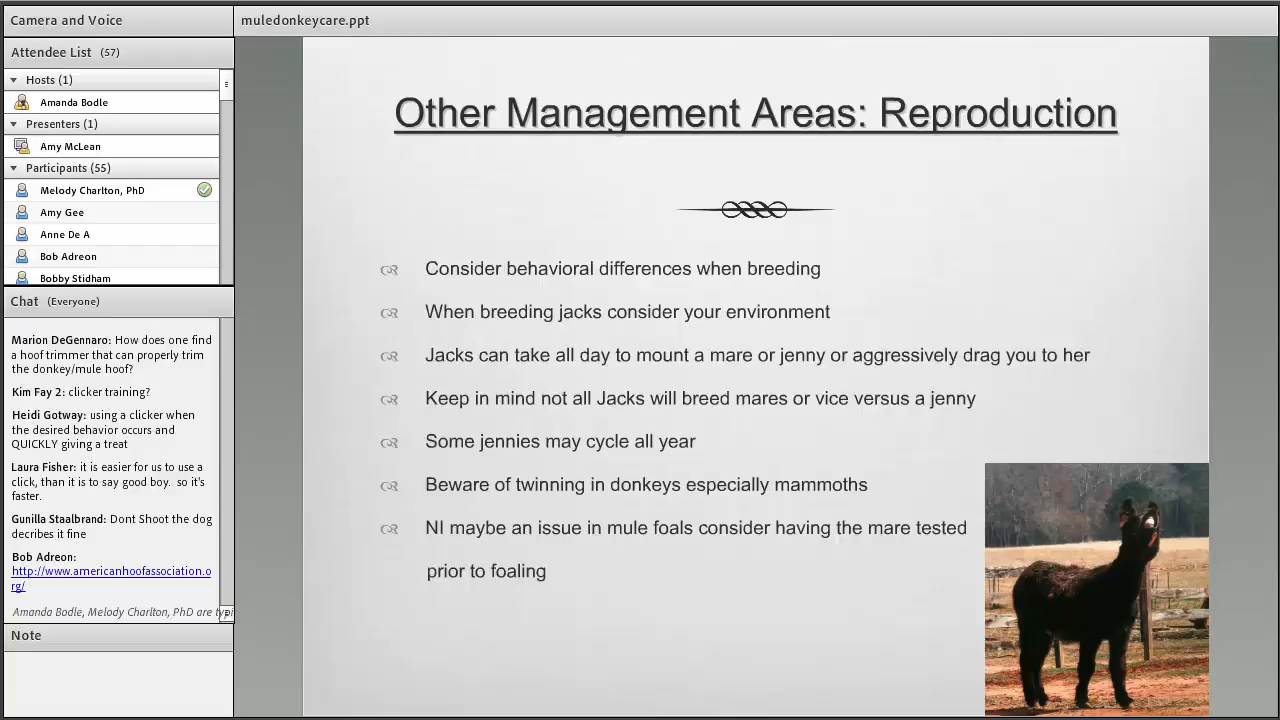 Camera and Voice
muledonkeycare.ppt
Attendee List (57)
Hosts (1)
Amanda Bodle
Presenters (1)
Amy McLean
Participants (55)
Melody Charlton, PhD
Amy Gee
Anne De A
Bob Adreon
Bobby Stidham
Chat (Everyone)
Marion DeGennaro: How does one find
a hoof trimmer that can properly trim
the donkey/mule hoof?
Kim Fay 2: clicker training?
Heidi Gotway: using a clicker when
the desired behavior occurs and
QUICKLY giving a treat
Laura Fisher: it is easier for us to use a
click, than it is to say good boy. so it's
faster.
Gunilla Staalbrand: Dont Shoot the dog
decribes it fine
Bob Adreon:
http://www.americanhoofassociation.o
rg/
Amanda Bodle, Melody Charlton, PhD are typi
Note
Other Management Areas: Reproduction
Consider behavioral differences when breeding
When breeding jacks consider your environment
Jacks can take all day to mount a mare or jenny or aggressively drag you to her
Keep in mind not all Jacks will breed mares or vice versus a jenny
Some jennies may cycle all year
Beware of twinning in donkeys especially mammoths
NI maybe an issue in mule foals consider having the mare tested
prior to foaling